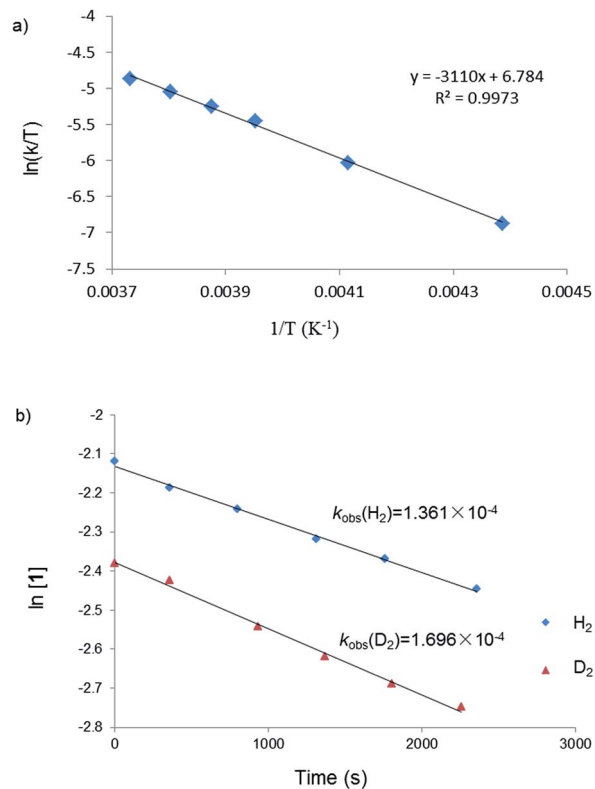 a)
-4
-4.5
-5
-5.5
-6
-6.5
-7
-7.5
ln(k/T)
y = -3110x + 6.784
R² = 0.9973
0.0037 0.0039 0.0041 0.0043 0.0045
1/T (K⁻¹)
b)
-2
-2.1
-2.2
-2.3
-2.4
-2.5
-2.6
-2.7
-2.8
ln [1]
kobs(H₂)=1.361×10⁻⁴
kobs(D₂)=1.696×10⁻⁴
H₂
D₂
0 1000 2000 3000
Time (s)